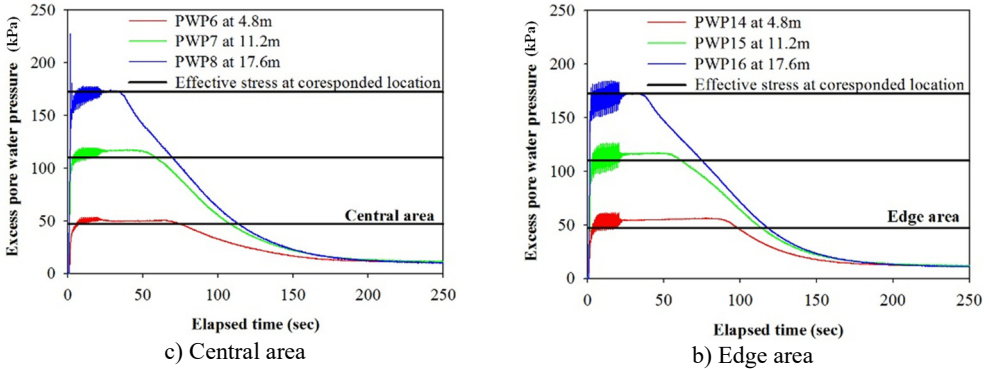 Excess pore water pressure (kPa)
250
200
150
100
50
0
PWP6 at 4.8m
PWP7 at 11.2m
PWP8 at 17.6m
Effective stress at coresponded location
Central area
0 50 100 150 200 250
Elapsed time (sec)
c) Central area
Excess pore water pressure (kPa)
250
200
150
100
50
0
PWP14 at 4.8m
PWP15 at 11.2m
PWP16 at 17.6m
Effective stress at coresponded location
Edge area
0 50 100 150 200 250
Elapsed time (sec)
b) Edge area